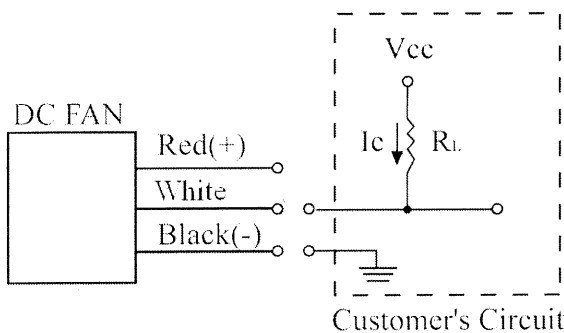 Vcc
DC FAN
Red(+)
Ic
RL
White
Black(-)
Customer's Circuit